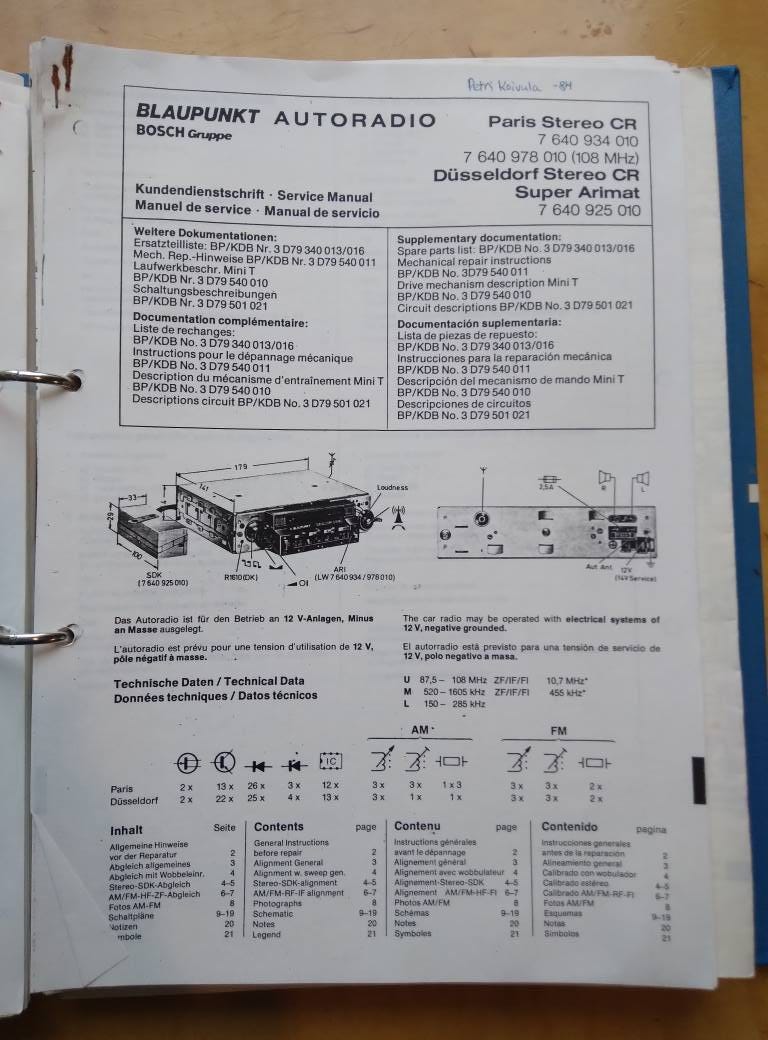 Petri Koivula -84
BLAUPUNKT AUTORADIO
BOSCH Gruppe
Paris Stereo CR
7 640 934 010
7 640 978 010 (108 MHz)
Düsseldorf Stereo CR
Super Arimat
7 640 925 010
Kundendienstschrift · Service Manual
Manuel de service · Manual de servicio
Weitere Dokumentationen:
Ersatzteilliste: BP/KDB Nr. 3 D79 340 013/016
Mech. Rep.-Hinweise BP/KDB Nr. 3 D79 540 011
Laufwerkbeschr. Mini T
BP/KDB Nr. 3 D79 540 010
Schaltungsbeschreibungen
BP/KDB Nr. 3 D79 501 021
Documentation complémentaire:
Liste de rechanges:
BP/KDB No. 3 D79 340 013/016
Instructions pour le dépannage mécanique
BP/KDB No. 3 D79 540 011
Description du mécanisme d'entraînement Mini T
BP/KDB No. 3 D79 540 010
Descriptions circuit BP/KDB No. 3 D79 501 021
Supplementary documentation:
Spare parts list: BP/KDB No. 3 D79 340 013/016
Mechanical repair instructions
BP/KDB No. 3D79 540 011
Drive mechanism description Mini T
BP/KDB No. 3 D79 540 010
Circuit descriptions BP/KDB No. 3 D79 501 021
Documentación suplementaria:
Lista de piezas de repuesto:
BP/KDB No. 3 D79 340 013/016
Instrucciones para la reparación mecánica
BP/KDB No. 3 D79 540 011
Descripción del mecanismo de mando Mini T
BP/KDB No. 3 D79 540 010
Descripciones de circuitos
BP/KDB No. 3 D79 501 021
179
141
33
29
100
Loudness
SDK
(7 640 925 010)
R1610 (DK)
ARI
(LW 7 640 934 / 978 010)
2,5A
R
L
Aut. Ant.
12V
(14V Service)
Das Autoradio ist für den Betrieb an 12 V-Anlagen, Minus
an Masse ausgelegt.
L'autoradio est prévu pour une tension d'utilisation de 12 V,
pôle négatif à masse.
The car radio may be operated with electrical systems of
12 V, negative grounded.
El autorradio está previsto para una tensión de servicio de
12 V, polo negativo a masa.
Technische Daten / Technical Data
Données techniques / Datos técnicos
U 87,5 – 108 MHz ZF/IF/FI 10,7 MHz*
M 520 – 1605 kHz ZF/IF/FI 455 kHz*
L 150 – 285 kHz
AM FM
IC
Paris 2 x 13 x 26 x 3 x 12 x 3 x 3 x 1 x 3 3 x 3 x 2 x
Düsseldorf 2 x 22 x 25 x 4 x 13 x 3 x 1 x 1 x 3 x 3 x 2 x
Inhalt Seite
Allgemeine Hinweise
vor der Reparatur 2
Abgleich allgemeines 3
Abgleich mit Wobbeleinr. 4
Stereo-SDK-Abgleich 4–5
AM/FM-HF-ZF-Abgleich 6–7
Fotos AM-FM 8
Schaltpläne 9–19
Notizen 20
mbole 21
Contents page
General Instructions
before repair 2
Alignment General 3
Alignment w. sweep gen. 4
Stereo-SDK-alignment 4–5
AM/FM-RF-IF alignment 6–7
Photographs 8
Schematic 9–19
Notes 20
Legend 21
Contenu page
Instructions générales
avant le dépannage 2
Alignement général 3
Alignement avec wobbulateur 4
Alignement-Stereo-SDK 4–5
Alignement AM/FM-HF-FI 6–7
Photos AM/FM 8
Schémas 9–19
Notes 20
Symboles 21
Contenido pagina
Instrucciones generales
antes de la reparación 2
Alineamiento general 3
Calibrado con wobulador 4
Calibrado estéreo 4–5
Calibrado AM/FM-RF-FI 6–7
Fotos AM/FM 8
Esquemas 9–19
Notas 20
Símbolos 21